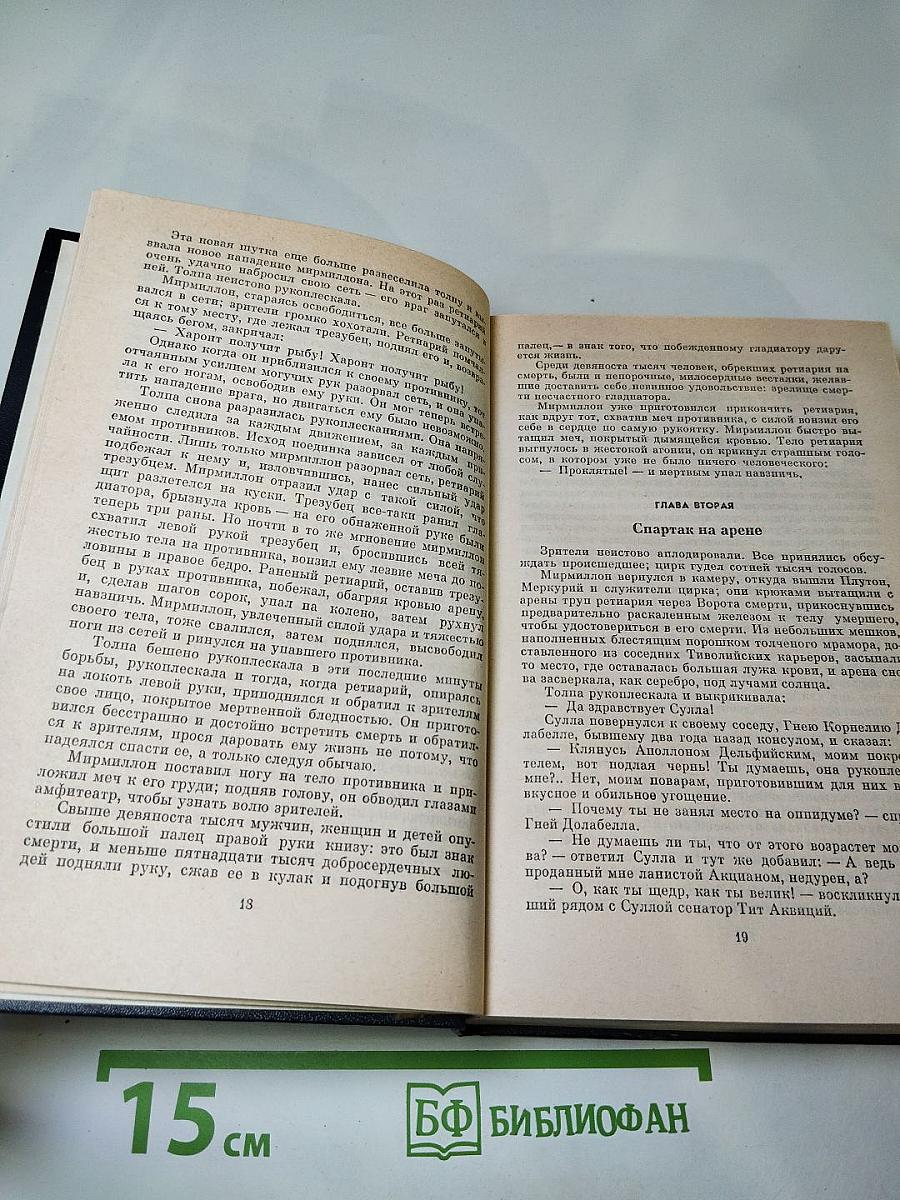 Эта новая шутка еще больше развеселила толпу и вы-
звала новое нападение мирмиллона. На этот раз ретиарий
очень удачно набросил свою сеть — его враг запутался в
ней. Толпа неистово рукоплескала.
Мирмиллон, стараясь освободиться, все больше запуты-
вался в сети; зрители громко хохотали. Ретиарий помчал-
ся к тому месту, где лежал трезубец, поднял его и, возвра-
щаясь бегом, закричал:
— Харонт получит рыбу! Харонт получит рыбу!
Однако когда он приблизился к своему противнику, тот
отчаянным усилием могучих рук разорвал сеть, и она упа-
ла к его ногам, освободив ему руки. Он мог теперь встре-
тить нападение врага, но двигаться ему было невозможно.
Толпа снова разразилась рукоплесканиями. Она напря-
женно следила за каждым движением, за каждым при-
емом противников. Исход поединка зависел от любой слу-
чайности. Лишь только мирмиллон разорвал сеть, ретиарий
подбежал к нему и, изловчившись, нанес сильный удар
трезубцем. Мирмиллон отразил удар с такой силой, что
щит разлетелся на куски. Трезубец все-таки ранил гла-
диатора, брызнула кровь — на его обнаженной руке были
теперь три раны. Но почти в то же мгновение мирмиллон
схватил левой рукой трезубец и, бросившись всей тя-
жестью тела на противника, вонзил ему лезвие меча до по-
ловины в правое бедро. Раненый ретиарий, оставив трезу-
бец в руках противника, побежал, обагряя кровью арену,
и, сделав шагов сорок, упал на колено, затем рухнул
навзничь. Мирмиллон, увлеченный силой удара и тяжестью
своего тела, тоже свалился, затем поднялся, высвободил
ноги из сетей и ринулся на упавшего противника.
Толпа бешено рукоплескала в эти последние минуты
борьбы, рукоплескала и тогда, когда ретиарий, опираясь
на локоть левой руки, приподнялся и обратил к зрителям
свое лицо, покрытое мертвенной бледностью. Он пригото-
вился бесстрашно и достойно встретить смерть и обратил-
ся к зрителям, прося даровать ему жизнь не потому, что
надеялся спасти ее, а только следуя обычаю.
Мирмиллон поставил ногу на тело противника и при-
ложил меч к его груди; подняв голову, он обводил глазами
амфитеатр, чтобы узнать волю зрителей.
Свыше девяноста тысяч мужчин, женщин и детей опу-
стили большой палец правой руки книзу: это был знак
смерти, и меньше пятнадцати тысяч добросердечных лю-
дей подняли руку, сжав ее в кулак и подогнув большой
18
палец,— в знак того, что побежденному гладиатору дару-
ется жизнь.
Среди девяноста тысяч человек, обрекших ретиария на
смерть, были и непорочные, милосердные весталки, желав-
шие доставить себе невинное удовольствие: зрелище смер-
ти несчастного гладиатора.
Мирмиллон уже приготовился прикончить ретиария,
как вдруг тот, схватив меч противника, с силой вонзил его
себе в сердце по самую рукоятку. Мирмиллон быстро вы-
тащил меч, покрытый дымящейся кровью. Тело ретиария
выгнулось в жестокой агонии, он крикнул страшным голо-
сом, в котором уже не было ничего человеческого:
— Проклятые! — и мертвым упал навзничь.
ГЛАВА ВТОРАЯ
Спартак на арене
Зрители неистово аплодировали. Все принялись обсу-
ждать происшедшее; цирк гудел сотней тысяч голосов.
Мирмиллон вернулся в камеру, откуда вышли Плутон,
Меркурий и служители цирка; они крюками вытащили с
арены труп ретиария через Ворота смерти, прикоснувшись
предварительно раскаленным железом к телу умершего,
чтобы удостовериться в его смерти. Из небольших мешков,
наполненных блестящим порошком толченого мрамора, до-
ставленного из соседних Тиволийских карьеров, засыпали
то место, где оставалась большая лужа крови, и арена сно-
ва засверкала, как серебро, под лучами солнца.
Толпа рукоплескала и выкрикивала:
— Да здравствует Сулла!
Сулла повернулся к своему соседу, Гнею Корнелию Д
лабелле, бывшему два года назад консулом, и сказал:
— Клянусь Аполлоном Дельфийским, моим покро
телем, вот подлая чернь! Ты думаешь, она рукопле
мне?.. Нет, моим поварам, приготовившим для них в
вкусное и обильное угощение.
— Почему ты не занял место на оппидуме? — спр
Гней Долабелла.
— Не думаешь ли ты, что от этого возрастет мо
ва? — ответил Сулла и тут же добавил: — А ведь
проданный мне ланистой Акцианом, недурен, а?
— О, как ты щедр, как ты велик! — воскликнул
ший рядом с Суллой сенатор Тит Аквиций.
19
15 см
БФ БИБЛИОФАН